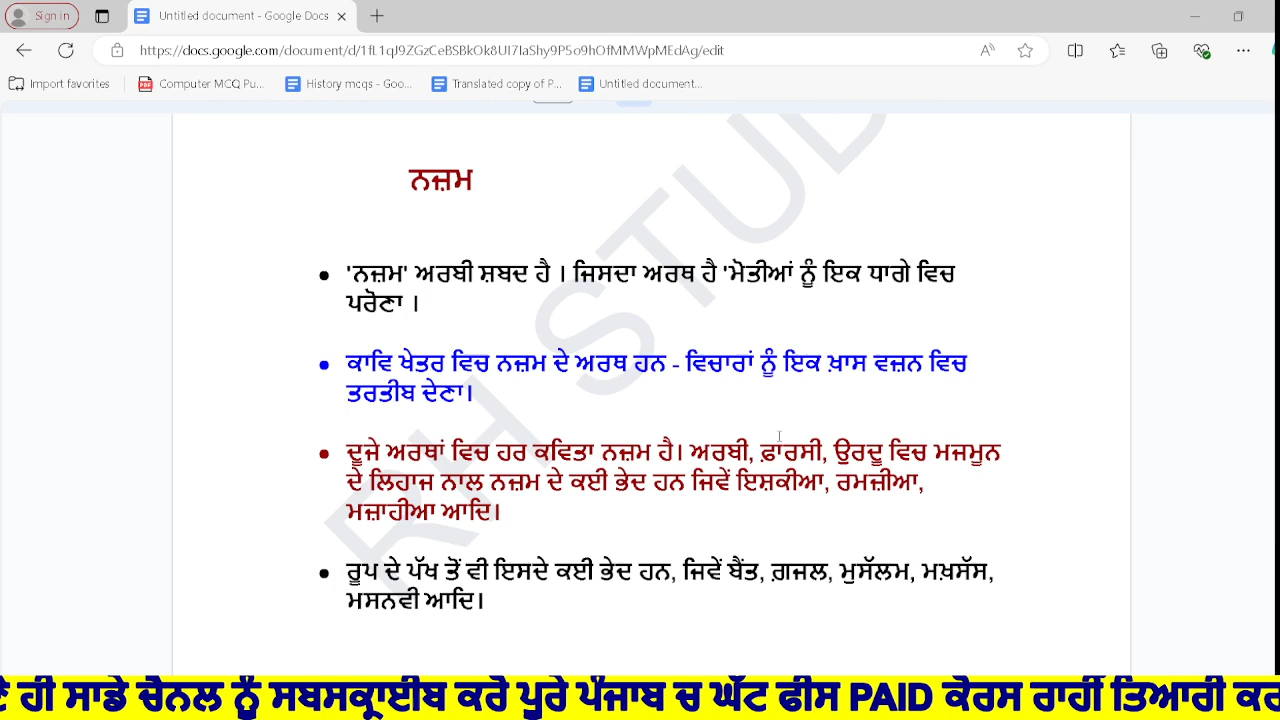 Sign in
Untitled document - Google Docs
https://docs.google.com/document/d/1fL1qJ9ZGzCeBSBkOk8UI7IaShy9P5o9hOfMMWpMEdAg/edit
Import favorites
Computer MCQ Pu...
History mcqs - Goo...
Translated copy of P...
Untitled document...
ਨਜ਼ਮ
'ਨਜ਼ਮ' ਅਰਬੀ ਸ਼ਬਦ ਹੈ । ਜਿਸਦਾ ਅਰਥ ਹੈ 'ਮੋਤੀਆਂ ਨੂੰ ਇਕ ਧਾਗੇ ਵਿਚ
ਪਰੋਣਾ ।
ਕਾਵਿ ਖੇਤਰ ਵਿਚ ਨਜ਼ਮ ਦੇ ਅਰਥ ਹਨ - ਵਿਚਾਰਾਂ ਨੂੰ ਇਕ ਖ਼ਾਸ ਵਜ਼ਨ ਵਿਚ
ਤਰਤੀਬ ਦੇਣਾ।
ਦੂਜੇ ਅਰਥਾਂ ਵਿਚ ਹਰ ਕਵਿਤਾ ਨਜ਼ਮ ਹੈ। ਅਰਬੀ, ਫ਼ਾਰਸੀ, ਉਰਦੂ ਵਿਚ ਮਜਮੂਨ
ਦੇ ਲਿਹਾਜ ਨਾਲ ਨਜ਼ਮ ਦੇ ਕਈ ਭੇਦ ਹਨ ਜਿਵੇਂ ਇਸ਼ਕੀਆ, ਰਮਜ਼ੀਆ,
ਮਜ਼ਾਹੀਆ ਆਦਿ।
ਰੂਪ ਦੇ ਪੱਖ ਤੋਂ ਵੀ ਇਸਦੇ ਕਈ ਭੇਦ ਹਨ, ਜਿਵੇਂ ਬੈਂਤ, ਗ਼ਜਲ, ਮੁਸੱਲਮ, ਮਖ਼ਸੱਸ,
ਮਸਨਵੀ ਆਦਿ।
RH STUD
ਹੀ ਸਾਡੇ ਚੈਨਲ ਨੂੰ ਸਬਸਕ੍ਰਾਈਬ ਕਰੋ ਪੂਰੇ ਪੰਜਾਬ ਚ ਘੱਟ ਫੀਸ PAID ਕੋਰਸ ਰਾਹੀਂ ਤਿਆਰੀ